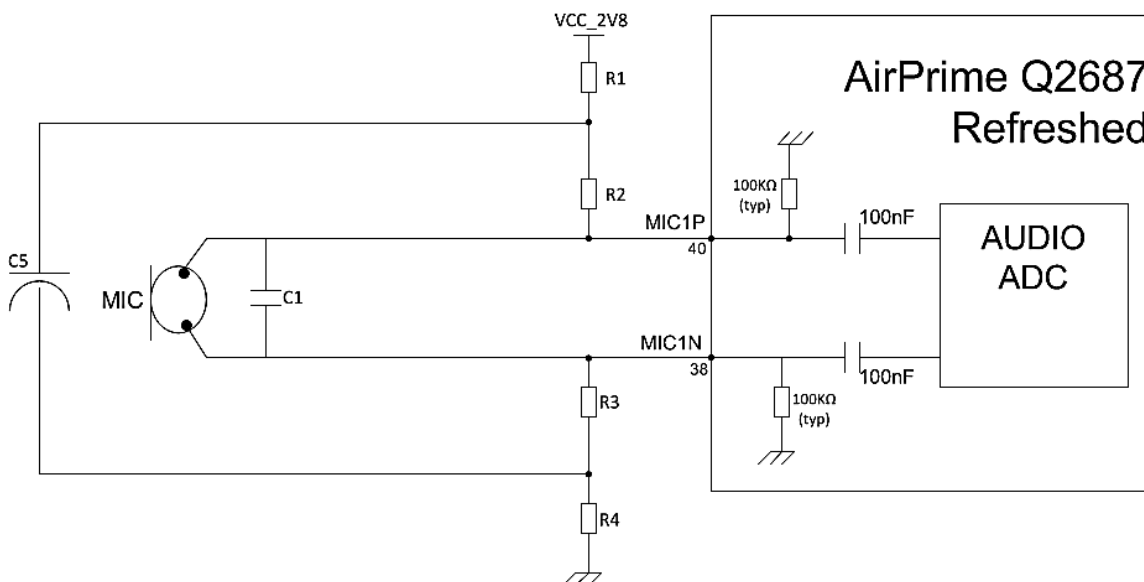 VCC_2V8
R1
AirPrime Q2687
Refreshed
R2
100KΩ
(typ)
MIC1P
40
100nF
AUDIO
ADC
C5
MIC
C1
MIC1N
38
100nF
R3
100KΩ
(typ)
R4